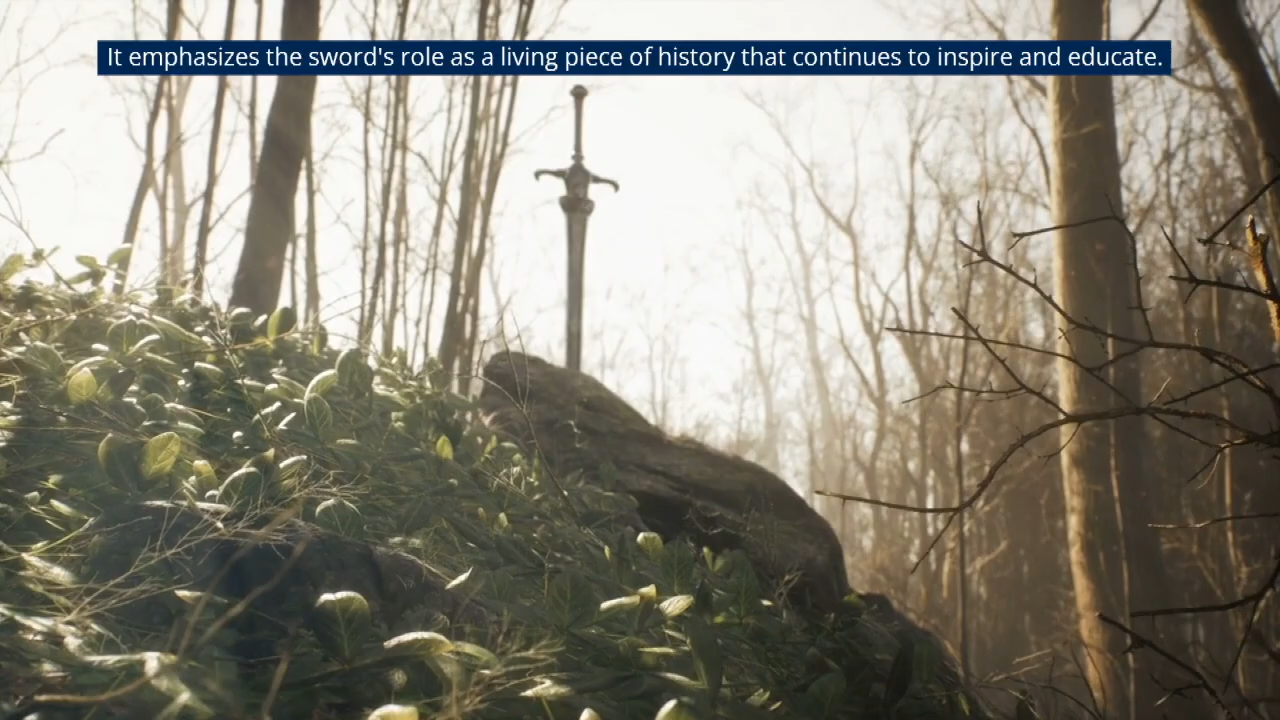 It emphasizes the sword's role as a living piece of history that continues to inspire and educate.